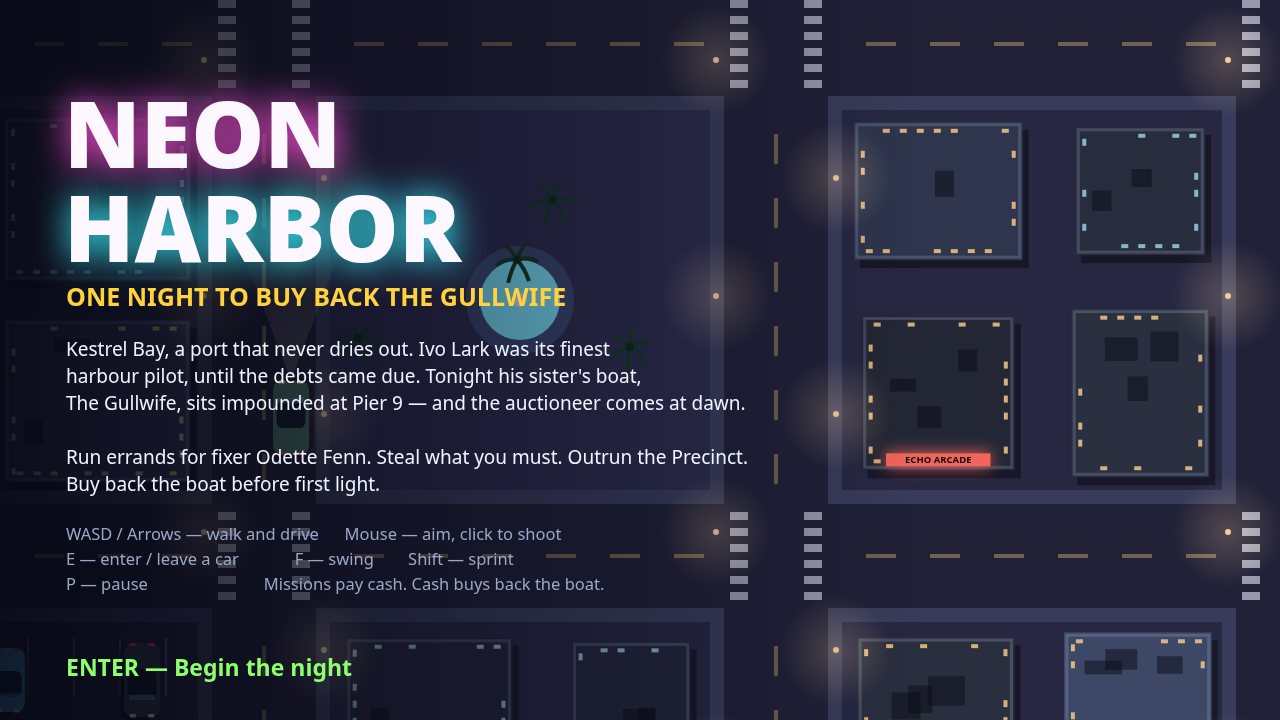 NEON
HARBOR
ONE NIGHT TO BUY BACK THE GULLWIFE
Kestrel Bay, a port that never dries out. Ivo Lark was its finest
harbour pilot, until the debts came due. Tonight his sister's boat,
The Gullwife, sits impounded at Pier 9 — and the auctioneer comes at dawn.
Run errands for fixer Odette Fenn. Steal what you must. Outrun the Precinct.
Buy back the boat before first light.
ECHO ARCADE
WASD / Arrows — walk and drive Mouse — aim, click to shoot
E — enter / leave a car F — swing Shift — sprint
P — pause Missions pay cash. Cash buys back the boat.
ENTER — Begin the night